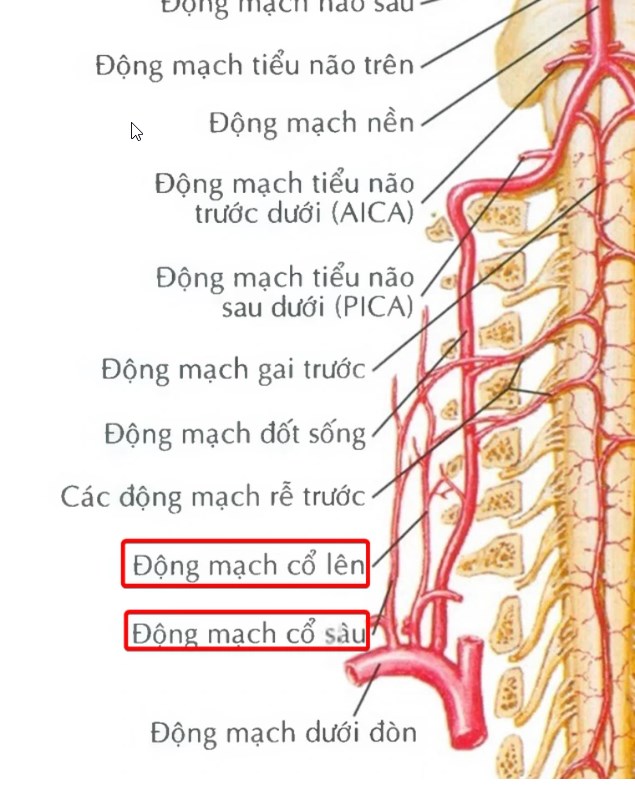 Động mạch não sau
Động mạch tiểu não trên
Động mạch nền
Động mạch tiểu não
trước dưới (AICA)
Động mạch tiểu não
sau dưới (PICA)
Động mạch gai trước
Động mạch đốt sống
Các động mạch rễ trước
Động mạch cổ lên
Động mạch cổ sâu
Động mạch dưới đòn